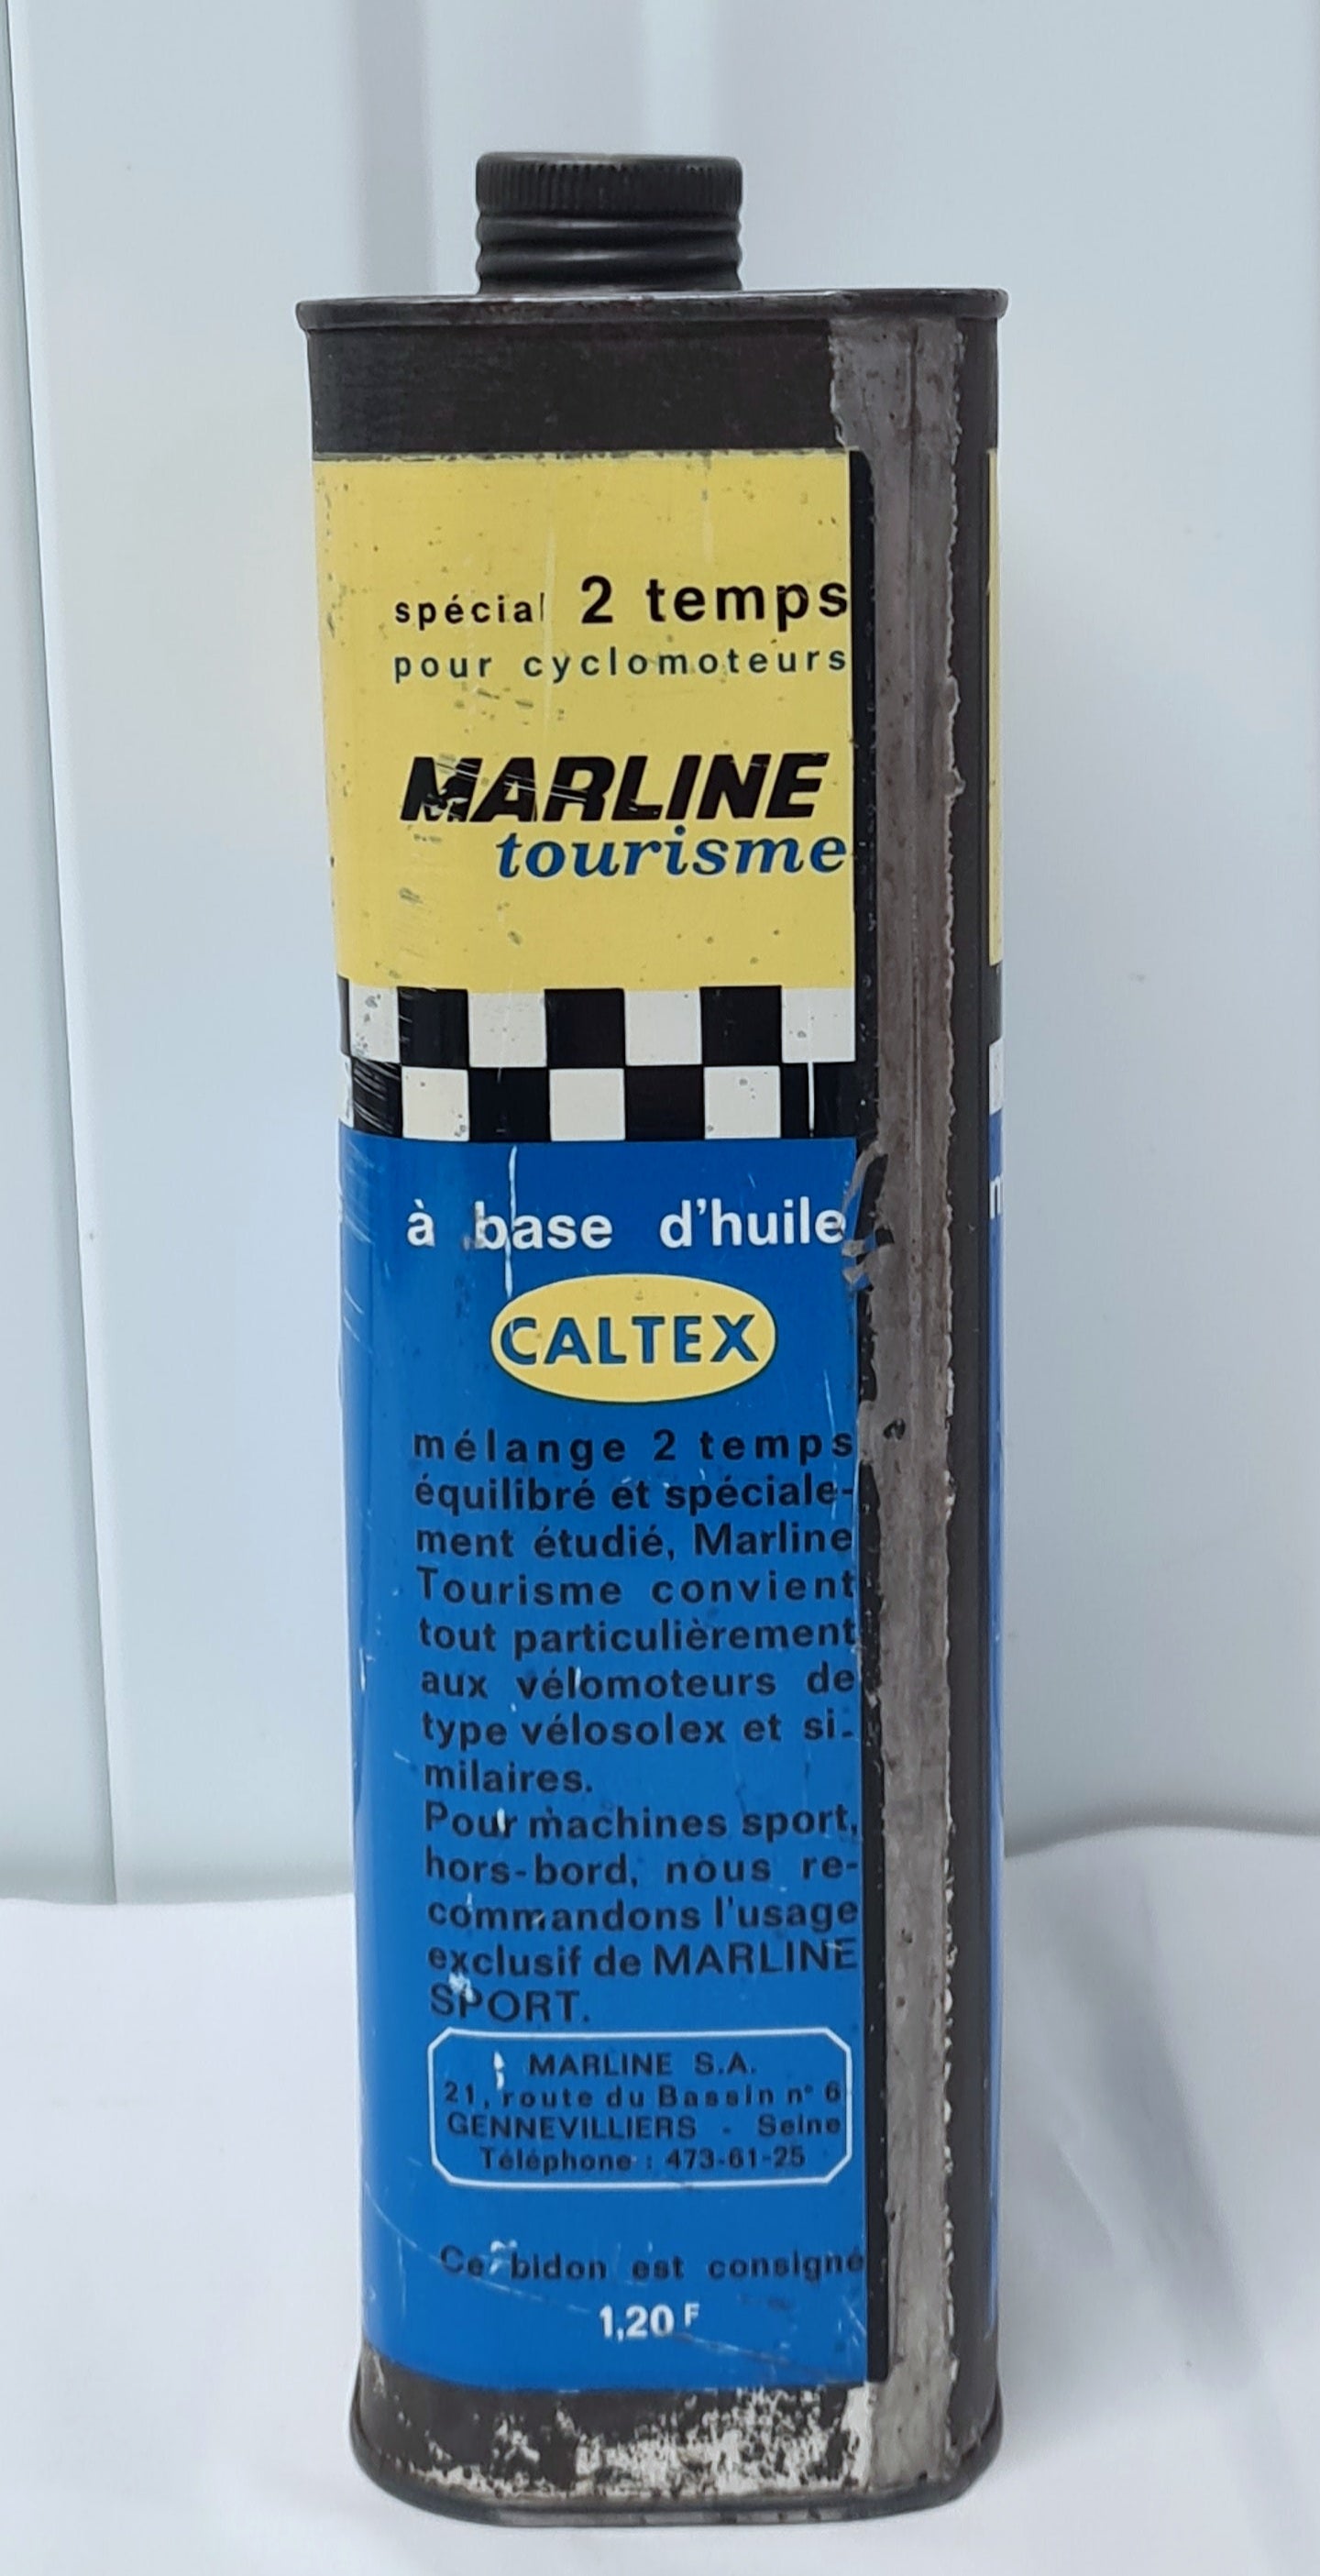 spécial 2 temps
pour cyclomoteurs
MARLINE
tourisme
à base d'huile
CALTEX
mélange 2 temps
équilibré et spéciale-
ment étudié, Marline
Tourisme convient
tout particulièrement
aux vélomoteurs de
type vélosolex et si-
milaires.
Pour machines sport,
hors-bord, nous re-
commandons l'usage
exclusif de MARLINE
SPORT.
MARLINE S.A.
21, route du Bassin n° 6
GENNEVILLIERS - Seine
Téléphone : 473-61-25
Ce bidon est consigné
1,20 F